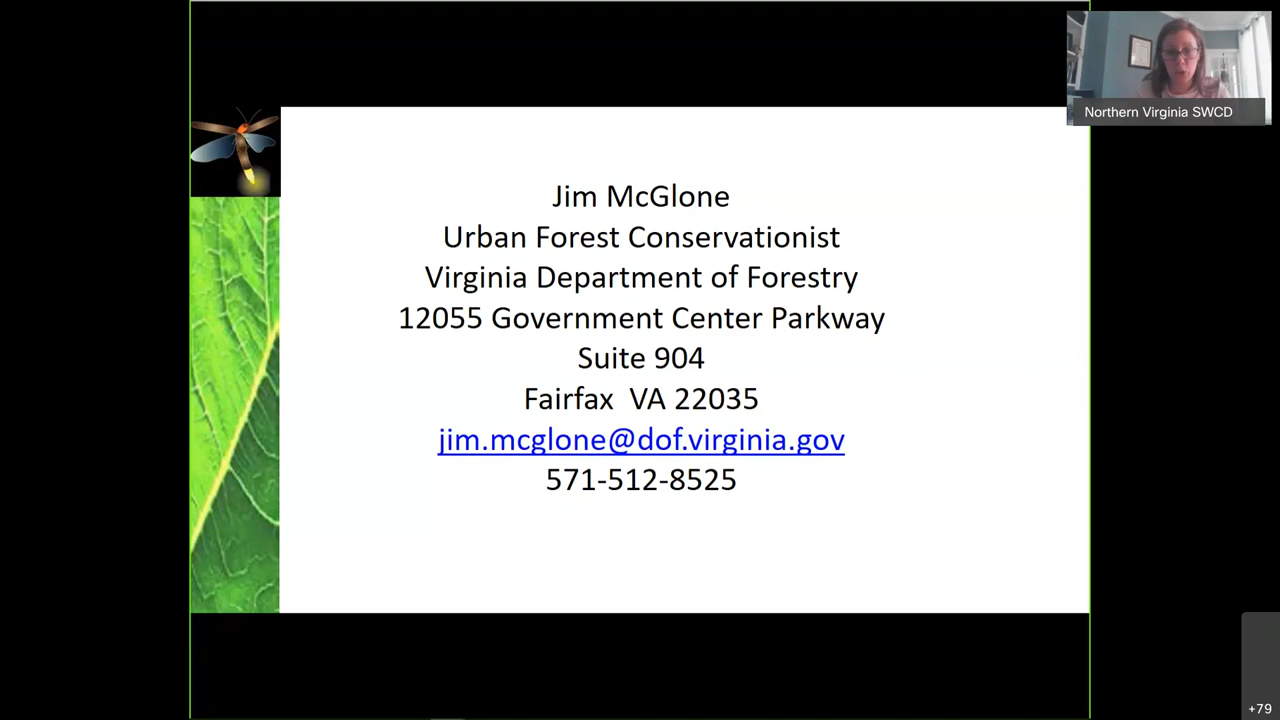 Northern Virginia SWCD
Jim McGlone
Urban Forest Conservationist
Virginia Department of Forestry
12055 Government Center Parkway
Suite 904
Fairfax  VA 22035
jim.mcglone@dof.virginia.gov
571-512-8525
+79